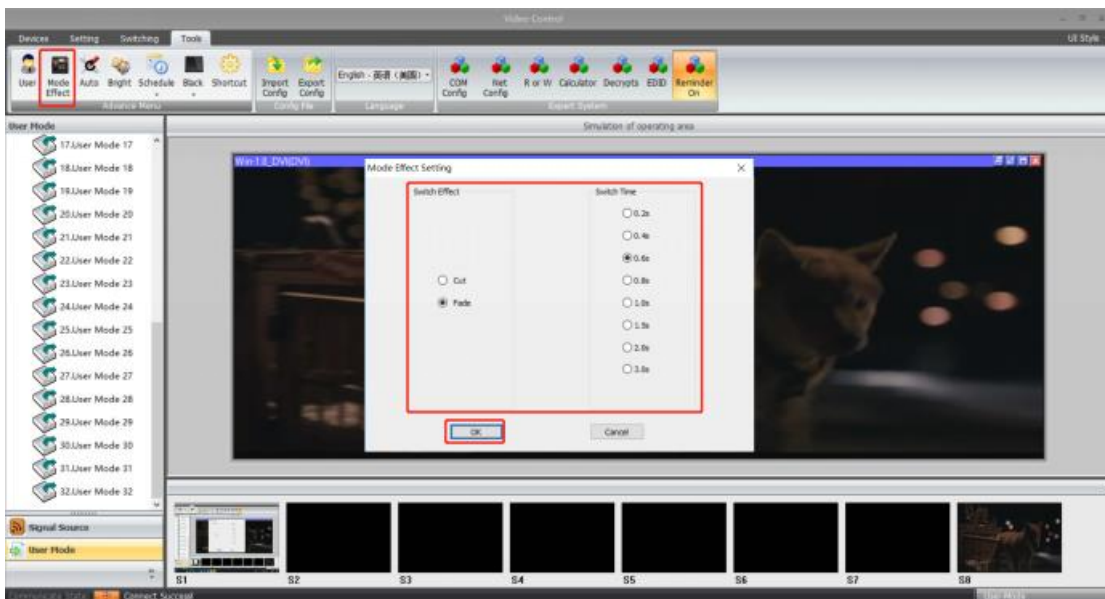 Video Control
Devices Setting Switching Tools UI Style
User Mode Effect Auto Bright Schedule Black Shortcut Import Config Export Config English - 英语 (美国) COM Config Net Config R or W Calculator Decrypts EDID Reminder On
Advance Menu Config File Language Expert System
User Mode
Simulation of operating area
17.User Mode 17
18.User Mode 18
19.User Mode 19
20.User Mode 20
21.User Mode 21
22.User Mode 22
23.User Mode 23
24.User Mode 24
25.User Mode 25
26.User Mode 26
27.User Mode 27
28.User Mode 28
29.User Mode 29
30.User Mode 30
31.User Mode 31
32.User Mode 32
Signal Source
User Mode
Mode Effect Setting
Switch Effect
Cut
Fade
Switch Time
0.2s
0.4s
0.6s
0.8s
1.0s
1.5s
2.0s
3.0s
OK Cancel
S1 S2 S3 S4 S5 S6 S7 S8
Connect Success
User Mode